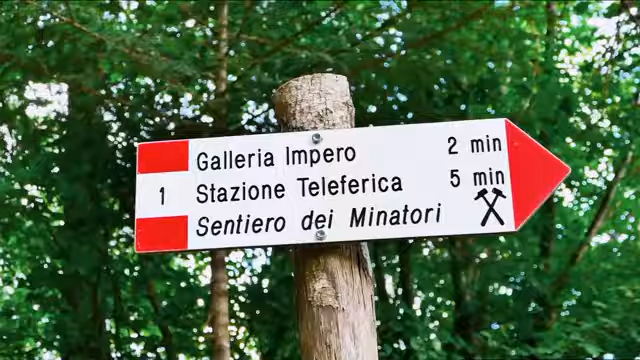 1
Galleria Impero 2 min
Stazione Teleferica 5 min
Sentiero dei Minatori